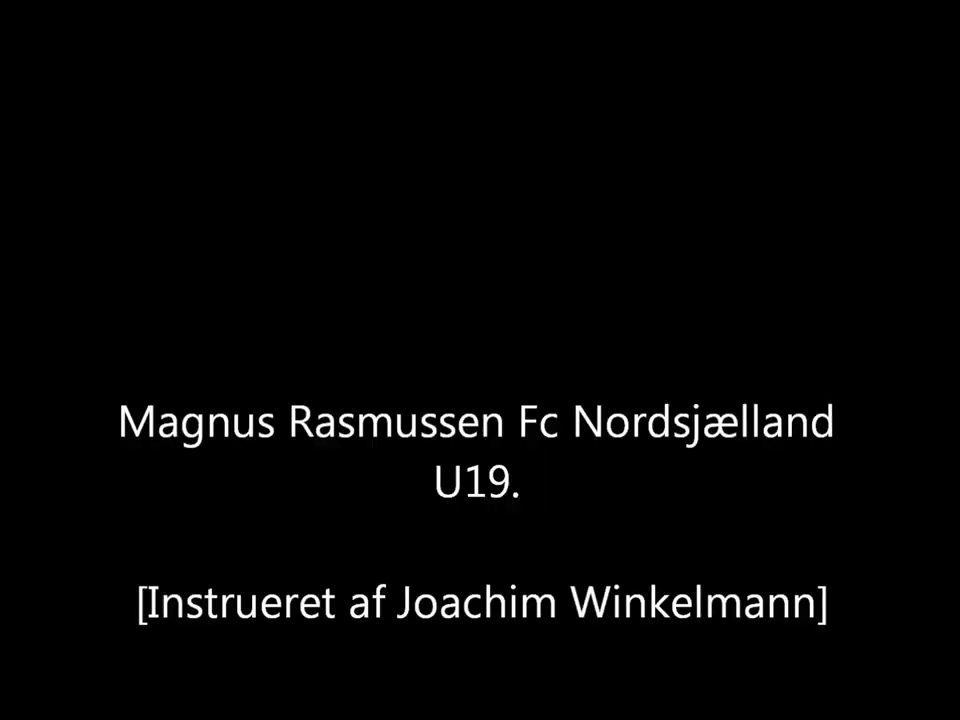 Magnus Rasmussen Fc Nordsjælland
U19.
[Instrueret af Joachim Winkelmann]